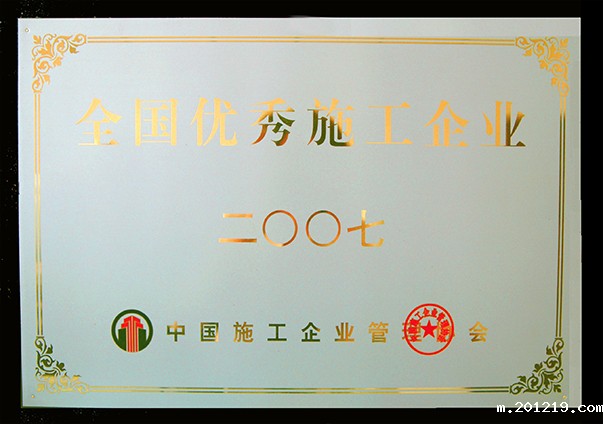 全国优秀施工企业
二〇〇七
中国施工企业管理 会
m.201219.com